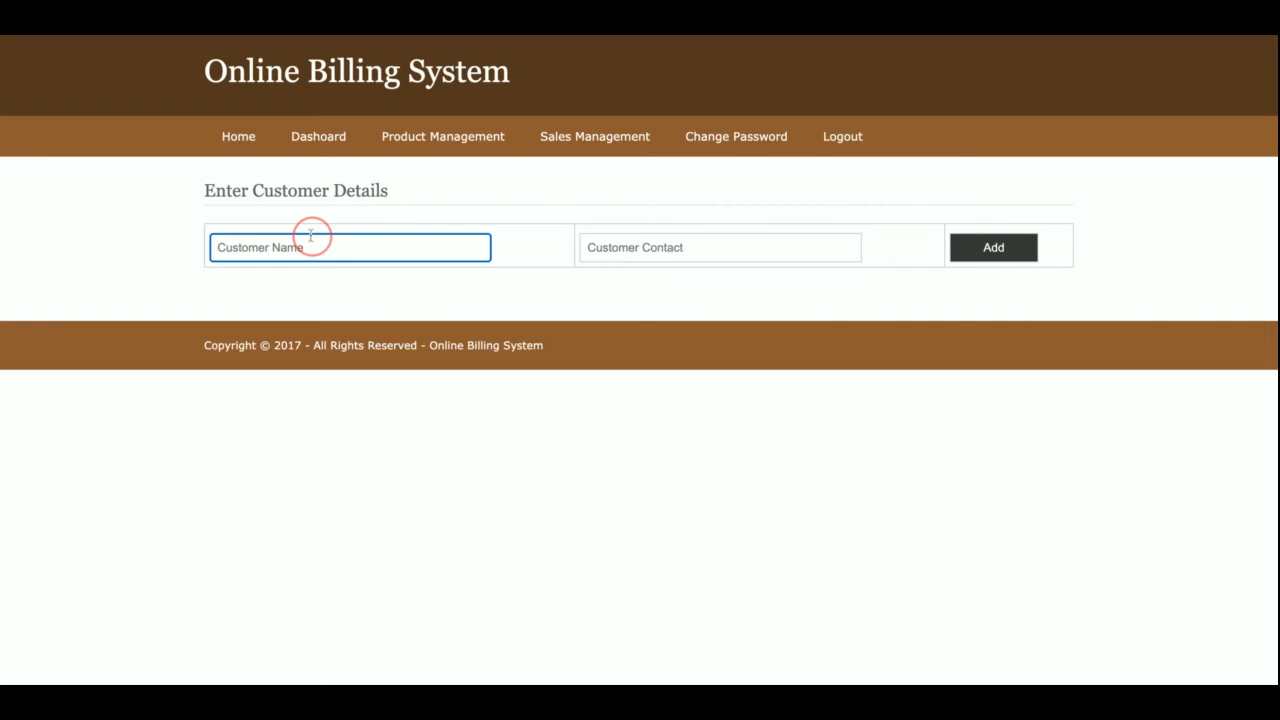 Online Billing System
Home Dashoard Product Management Sales Management Change Password Logout
Enter Customer Details
Customer Name Customer Contact Add
Copyright © 2017 - All Rights Reserved - Online Billing System